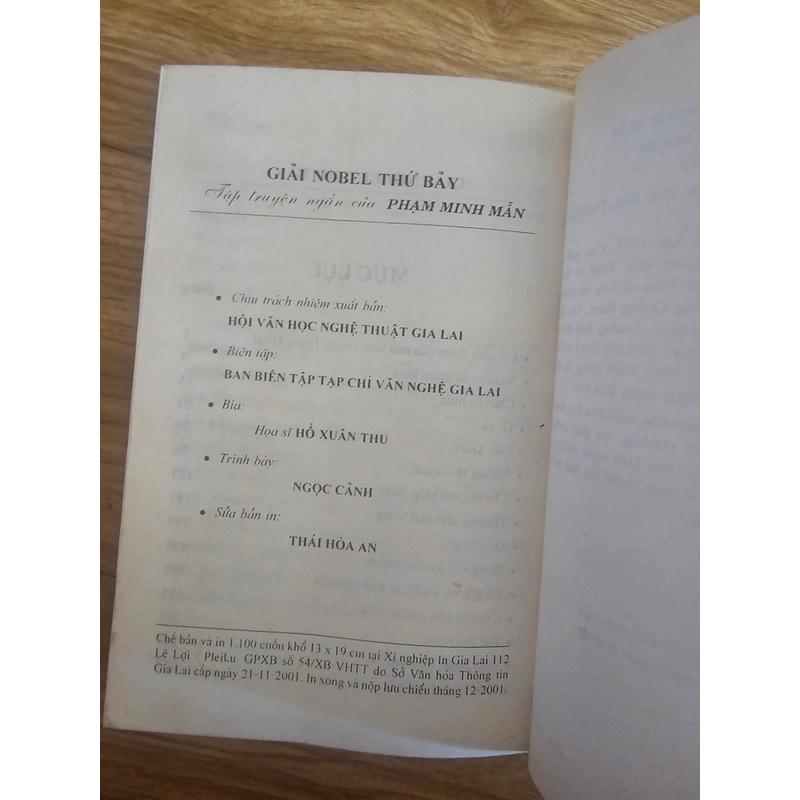 GIẢI NOBEL THỨ BẢY
Tập truyện ngắn của PHẠM MINH MẪN
• Chịu trách nhiệm xuất bản:
HỘI VĂN HỌC NGHỆ THUẬT GIA LAI
• Biên tập:
BAN BIÊN TẬP TẠP CHÍ VĂN NGHỆ GIA LAI
• Bìa:
Họa sĩ HỒ XUÂN THU
• Trình bày:
NGỌC CẢNH
• Sửa bản in:
THÁI HÒA AN
Chế bản và in 1.100 cuốn khổ 13 x 19 cm tại Xí nghiệp In Gia Lai 112
Lê Lợi - Pleiku GPXB số 54/XB VHTT do Sở Văn hóa Thông tin
Gia Lai cấp ngày 21-11 2001. In xong và nộp lưu chiểu tháng 12-2001.